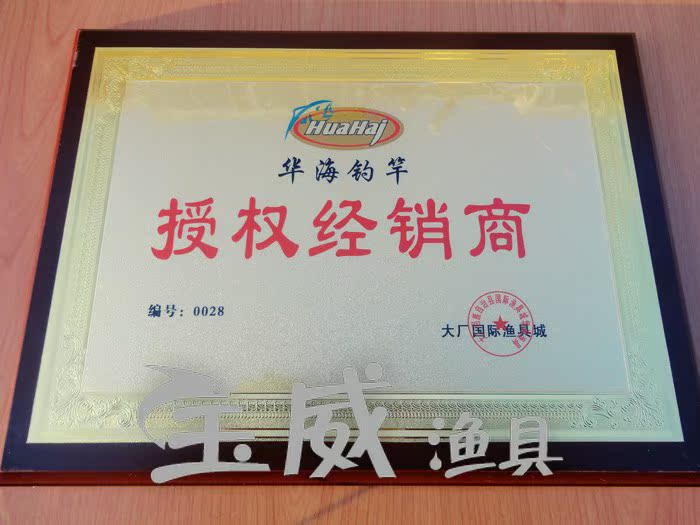 HuaHai
华海钓竿
授权经销商
编号：0028
大厂国际渔具城
宝威渔具